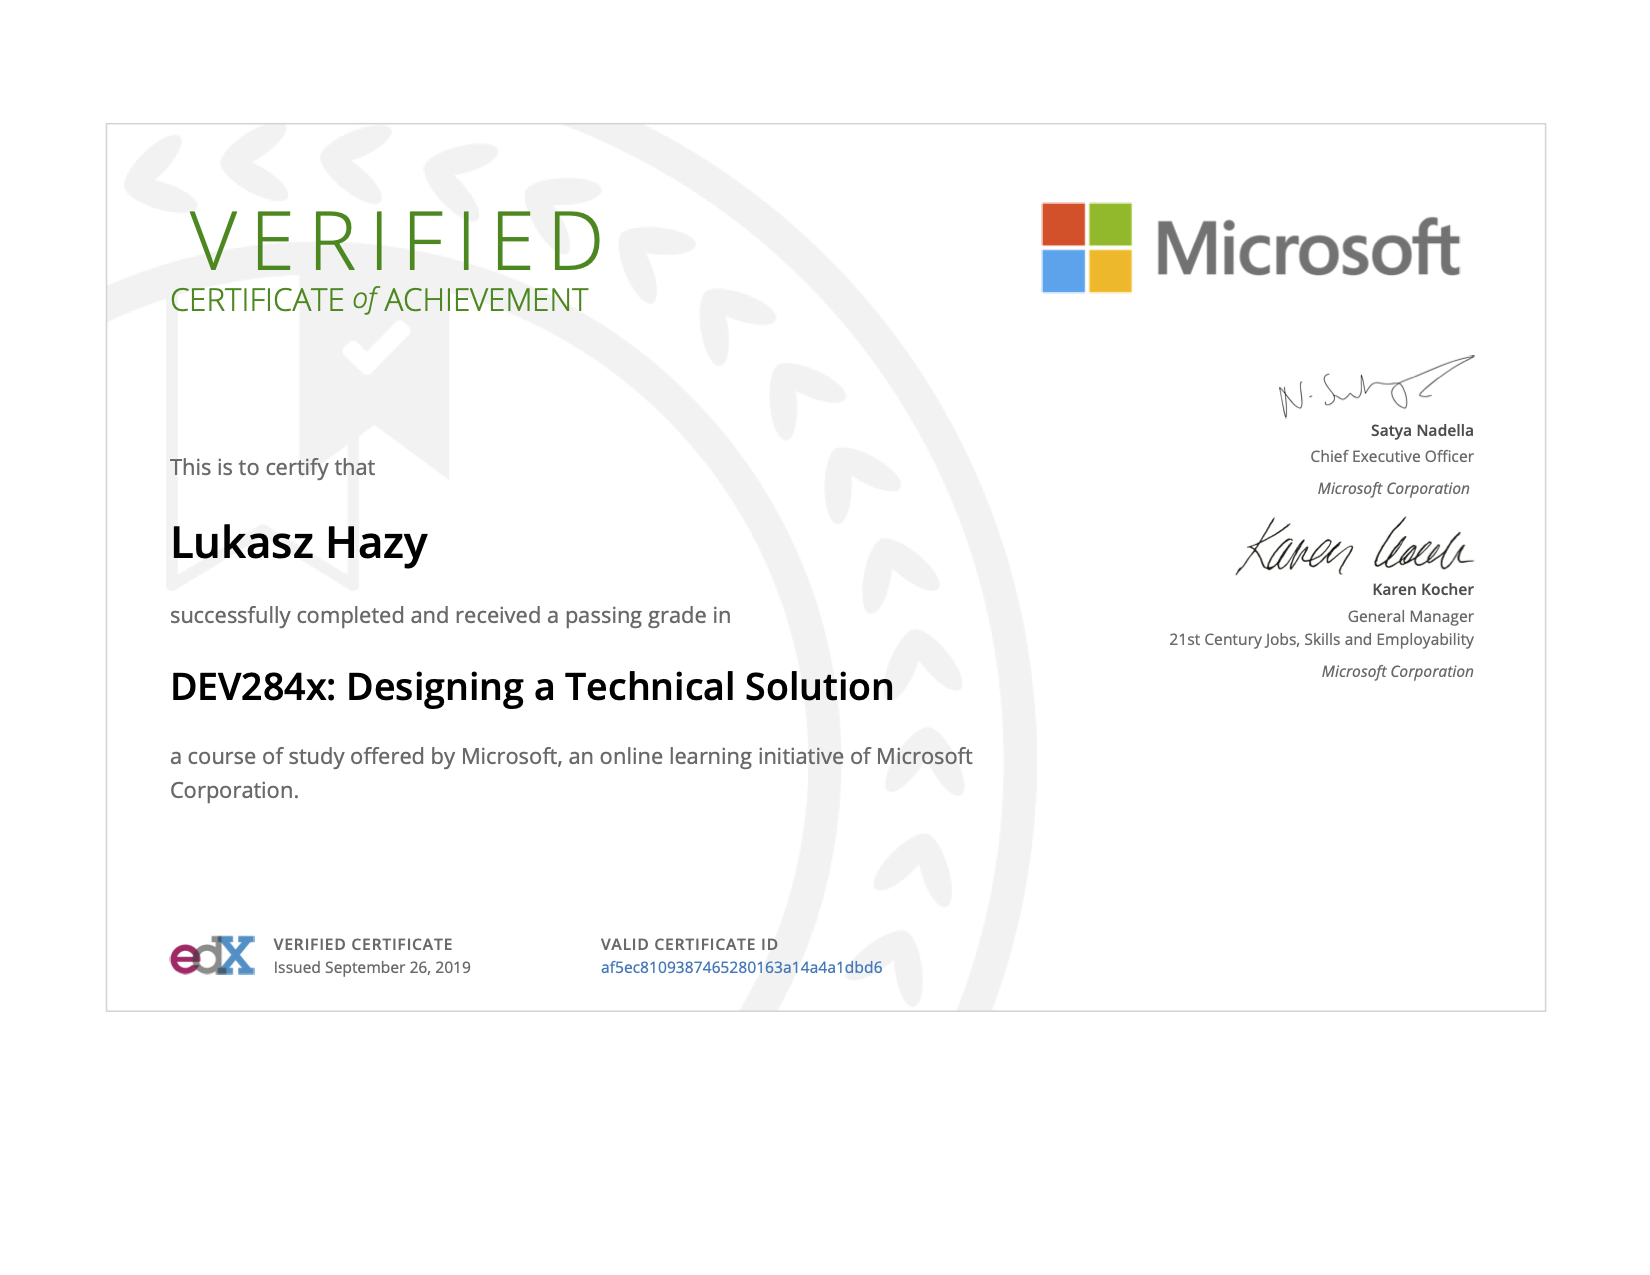 VERIFIED
CERTIFICATE of ACHIEVEMENT
Microsoft
This is to certify that
Lukasz Hazy
successfully completed and received a passing grade in
DEV284x: Designing a Technical Solution
a course of study offered by Microsoft, an online learning initiative of Microsoft
Corporation.
N. Sat
Satya Nadella
Chief Executive Officer
Microsoft Corporation
Karen Kocher
Karen Kocher
General Manager
21st Century Jobs, Skills and Employability
Microsoft Corporation
edX
VERIFIED CERTIFICATE
Issued September 26, 2019
VALID CERTIFICATE ID
af5ec8109387465280163a14a4a1dbd6